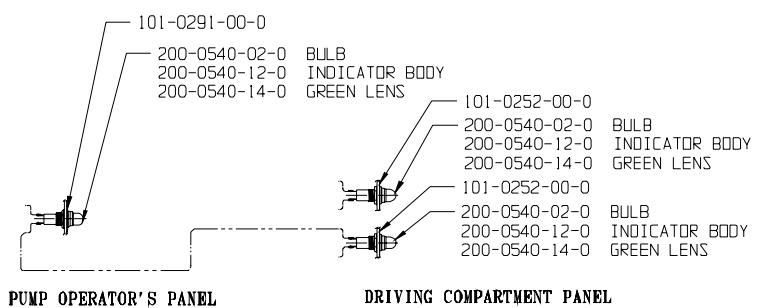 101-0291-00-0
200-0540-02-0 BULB
200-0540-12-0 INDICATOR BODY
200-0540-14-0 GREEN LENS
101-0252-00-0
200-0540-02-0 BULB
200-0540-12-0 INDICATOR BODY
200-0540-14-0 GREEN LENS
101-0252-00-0
200-0540-02-0 BULB
200-0540-12-0 INDICATOR BODY
200-0540-14-0 GREEN LENS
PUMP OPERATOR'S PANEL
DRIVING COMPARTMENT PANEL